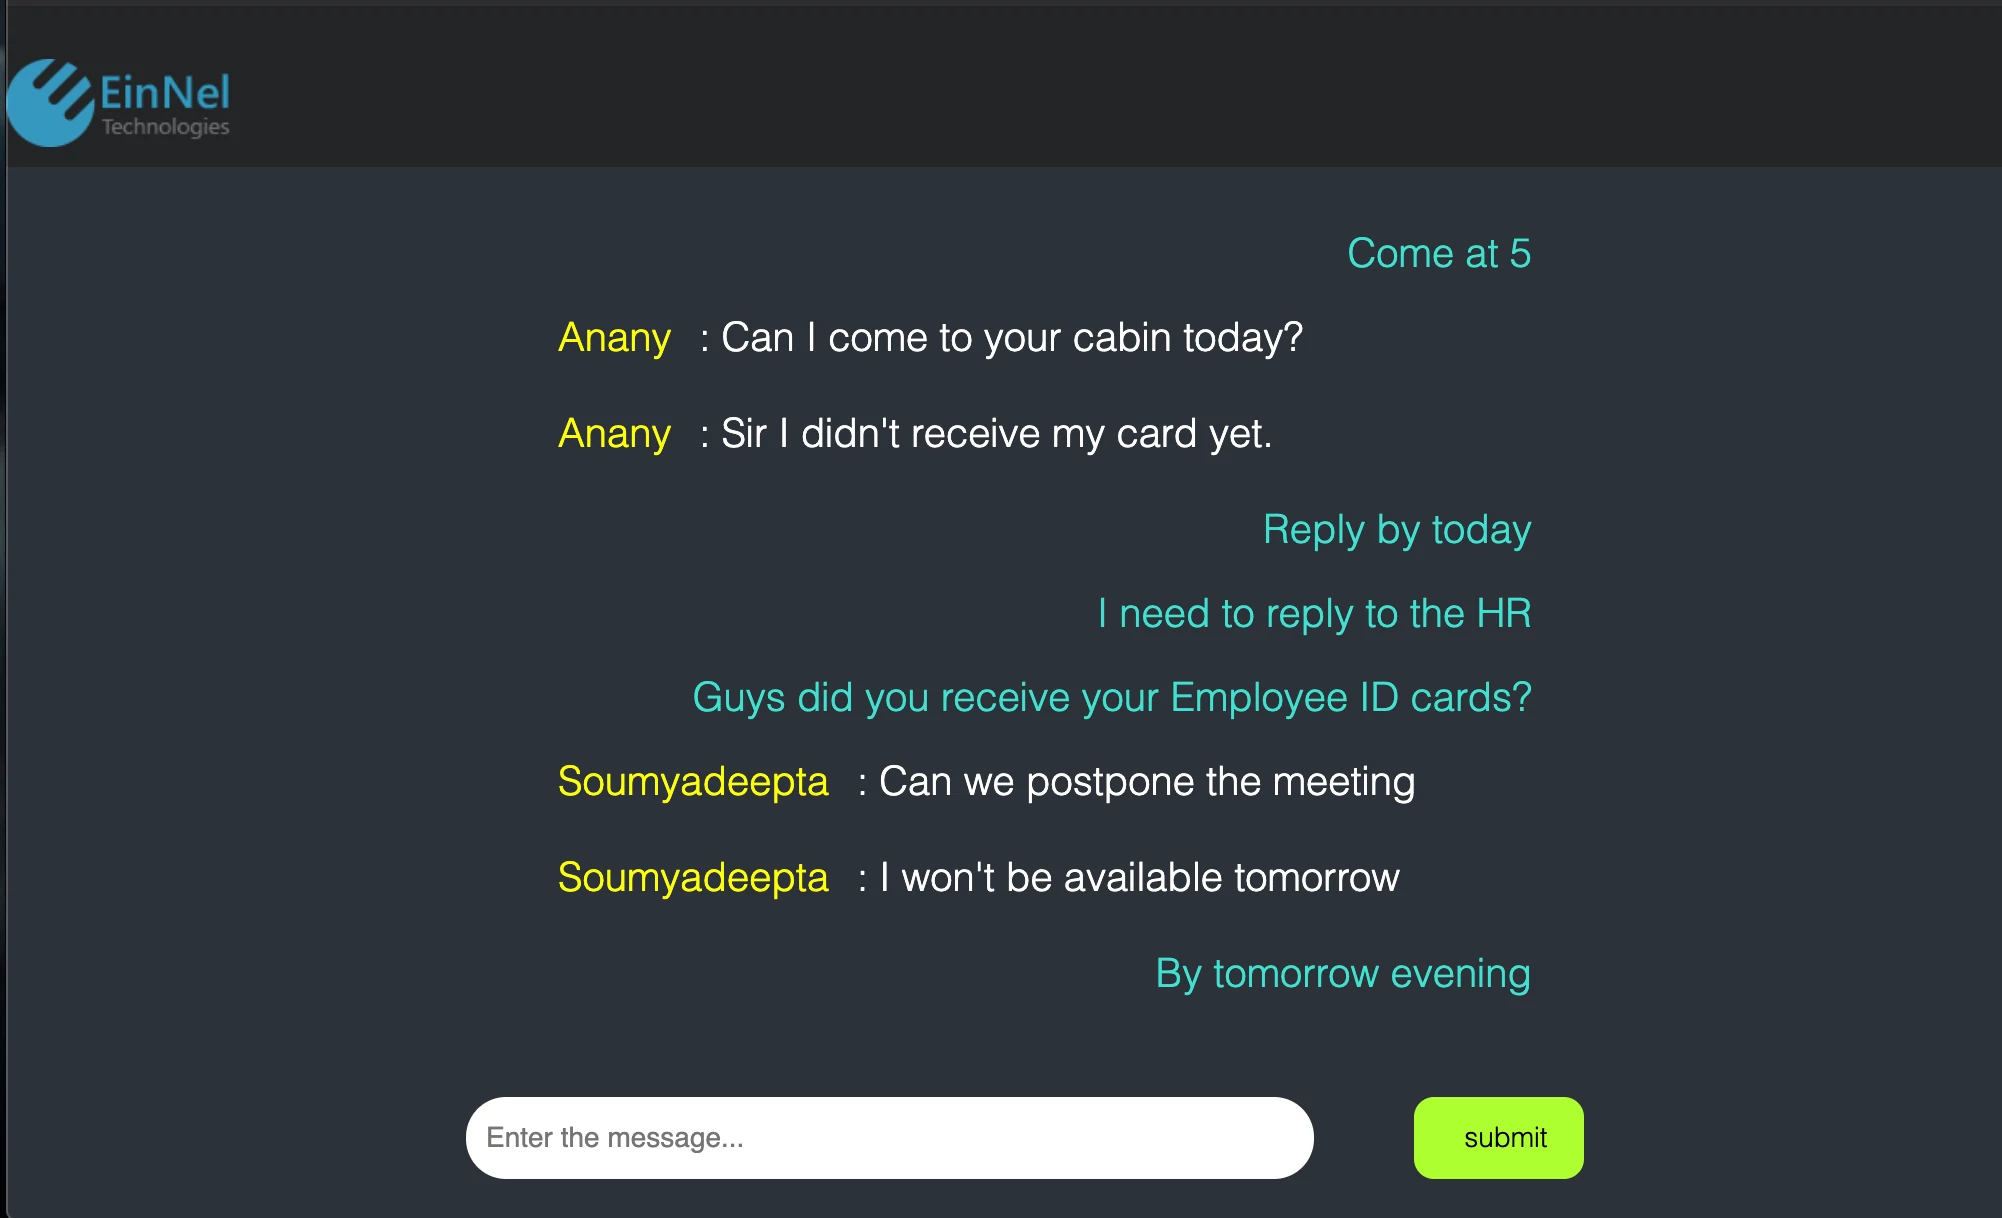 EinNel
Technologies
Come at 5
Anany : Can I come to your cabin today?
Anany : Sir I didn't receive my card yet.
Reply by today
I need to reply to the HR
Guys did you receive your Employee ID cards?
Soumyadeepta : Can we postpone the meeting
Soumyadeepta : I won't be available tomorrow
By tomorrow evening
Enter the message... submit